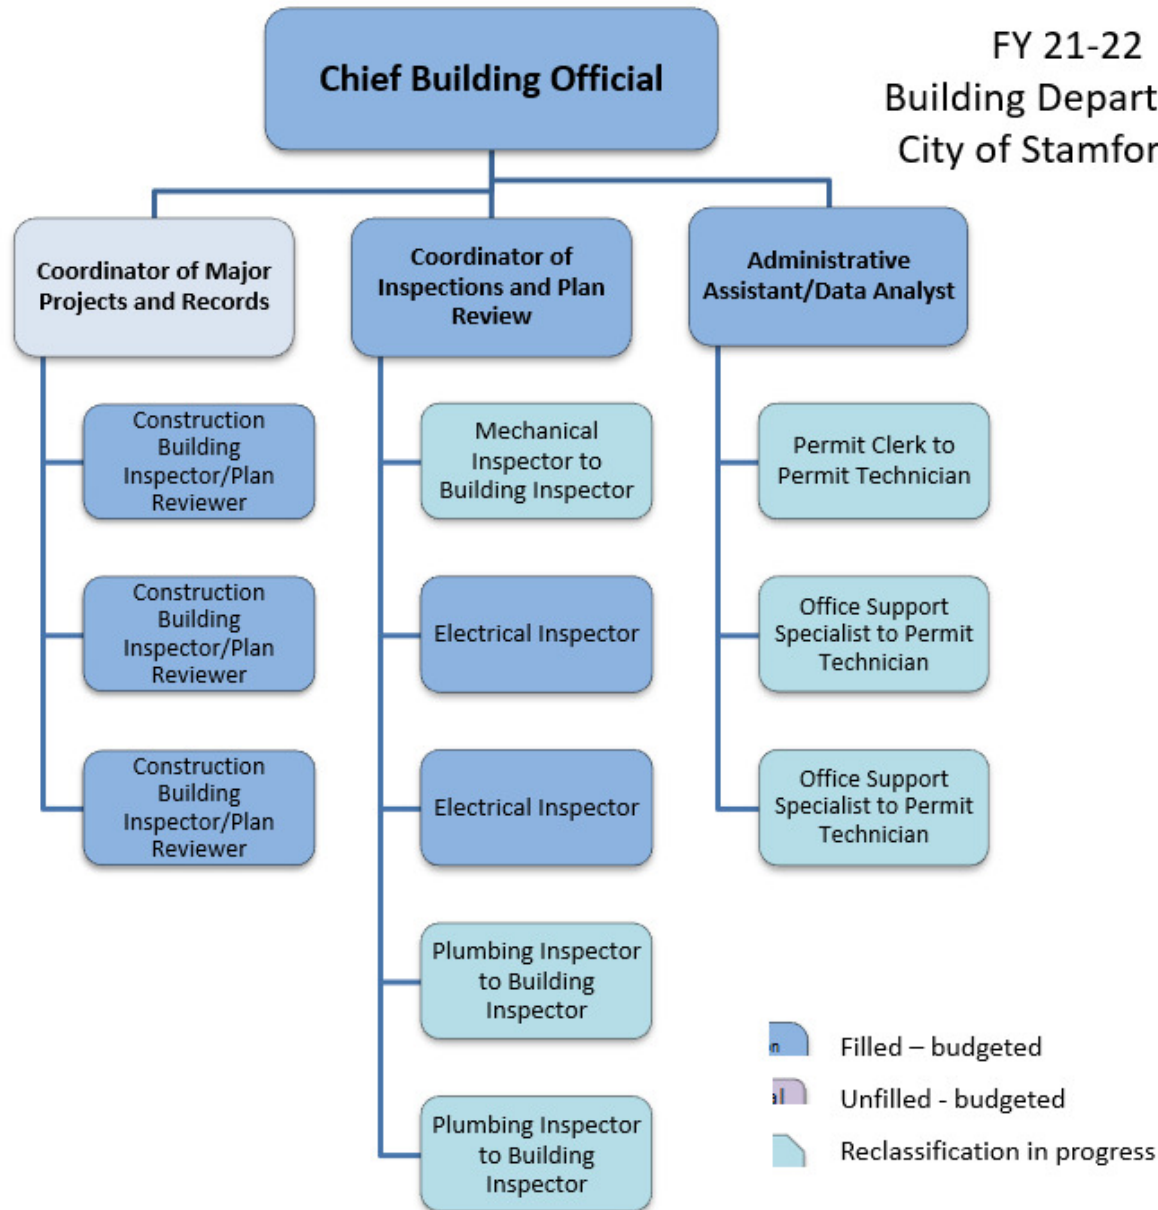 FY 21-22
Building Depart
City of Stamfor
Chief Building Official
Coordinator of Major
Projects and Records
Coordinator of
Inspections and Plan
Review
Administrative
Assistant/Data Analyst
Construction
Building
Inspector/Plan
Reviewer
Construction
Building
Inspector/Plan
Reviewer
Construction
Building
Inspector/Plan
Reviewer
Mechanical
Inspector to
Building Inspector
Electrical Inspector
Electrical Inspector
Plumbing Inspector
to Building
Inspector
Plumbing Inspector
to Building
Inspector
Permit Clerk to
Permit Technician
Office Support
Specialist to Permit
Technician
Office Support
Specialist to Permit
Technician
Filled – budgeted
Unfilled - budgeted
Reclassification in progress